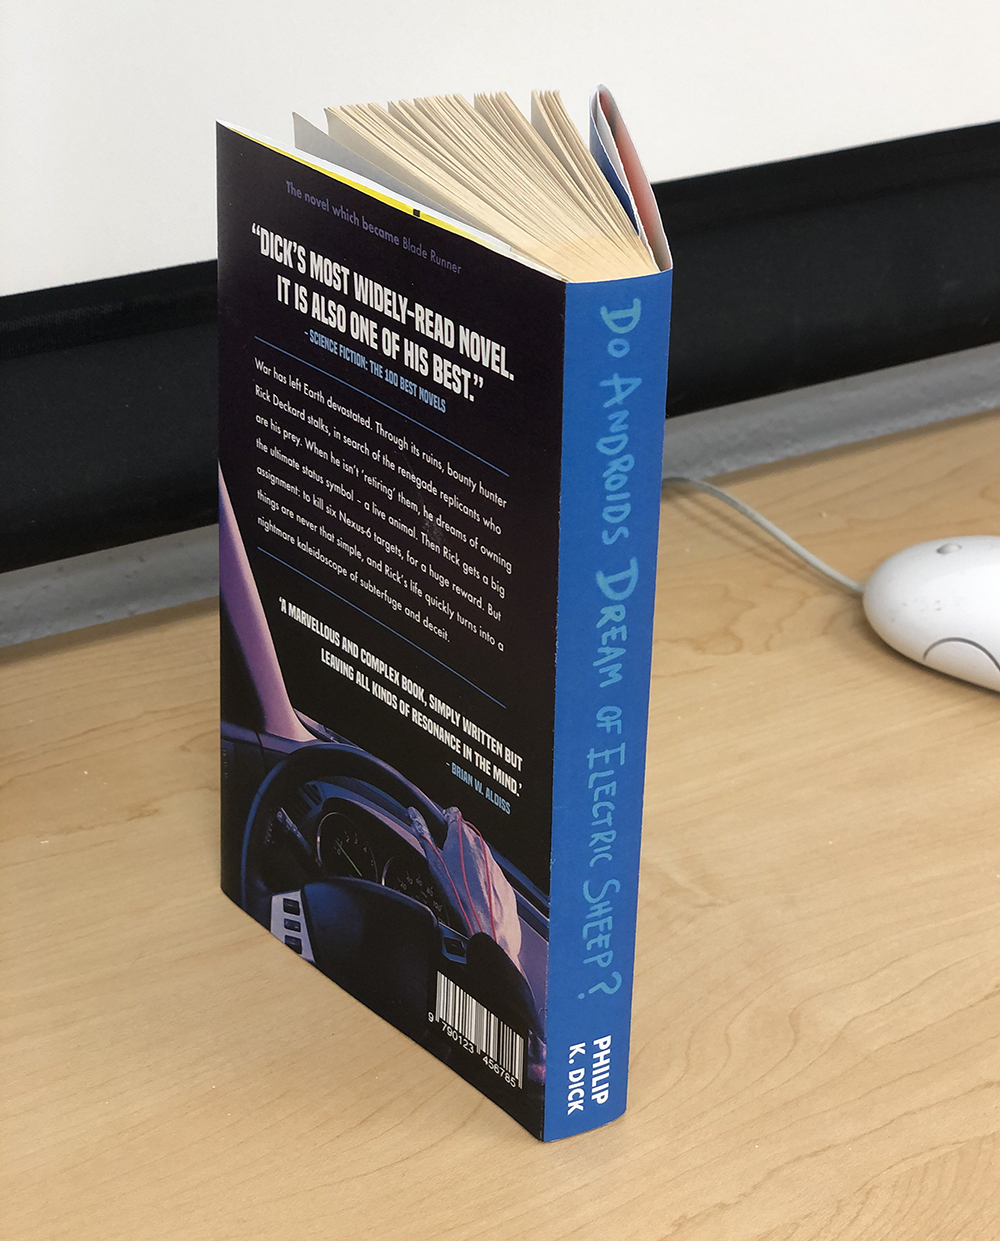 The novel which became Blade Runner
“DICK’S MOST WIDELY-READ NOVEL.
IT IS ALSO ONE OF HIS BEST.”
- SCIENCE FICTION: THE 100 BEST NOVELS
War has left Earth devastated. Through its ruins, bounty hunter
Rick Deckard stalks, in search of the renegade replicants who
are his prey. When he isn't 'retiring' them, he dreams of owning
the ultimate status symbol – a live animal. Then Rick gets a big
assignment: to kill six Nexus-6 targets, for a huge reward. But
things are never that simple, and Rick's life quickly turns into a
nightmare kaleidoscope of subterfuge and deceit.
'A MARVELLOUS AND COMPLEX BOOK, SIMPLY WRITTEN BUT
LEAVING ALL KINDS OF RESONANCE IN THE MIND.'
- BRIAN W. ALDISS
9 790123 456785
DO ANDROIDS DREAM OF ELECTRIC SHEEP?
PHILIP
K. DICK